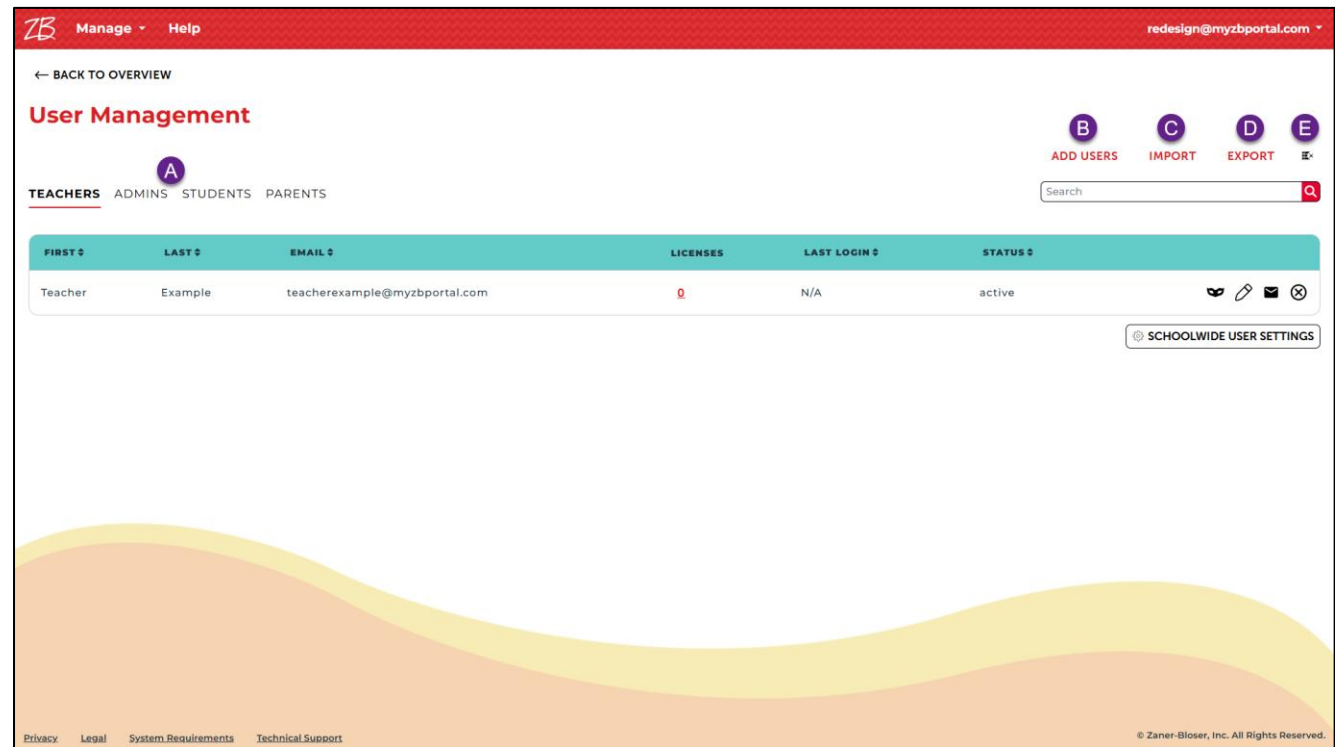 ZB Manage Help redesign@myzbportal.com
← BACK TO OVERVIEW
User Management
B C D E
ADD USERS IMPORT EXPORT
A
TEACHERS ADMINS STUDENTS PARENTS Search
FIRST LAST EMAIL LICENSES LAST LOGIN STATUS
Teacher Example teacherexample@myzbportal.com 0 N/A active
SCHOOLWIDE USER SETTINGS
Privacy Legal System Requirements Technical Support © Zaner-Bloser, Inc. All Rights Reserved.